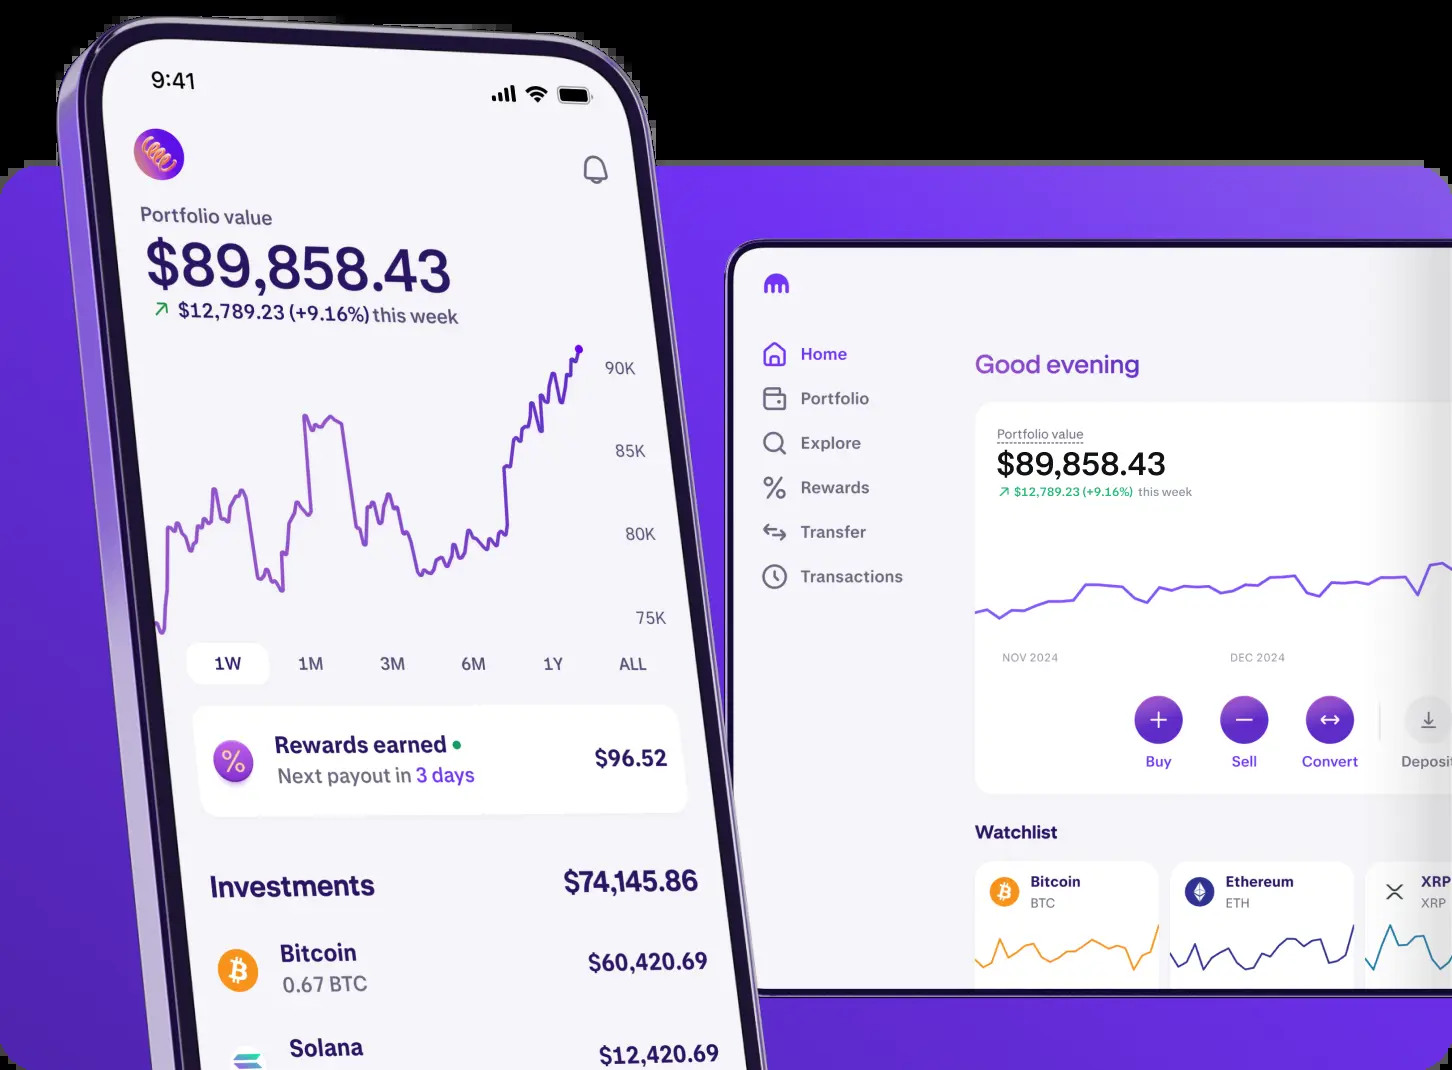 9:41
Portfolio value
$89,858.43
$12,789.23 (+9.16%) this week
90K
85K
80K
75K
1W 1M 3M 6M 1Y ALL
Rewards earned
$96.52
Next payout in 3 days
Investments
$74,145.86
Bitcoin
$60,420.69
0.67 BTC
Solana
$12,420.69
Home
Portfolio
Explore
Rewards
Transfer
Transactions
Good evening
Portfolio value
$89,858.43
$12,789.23 (+9.16%) this week
NOV 2024 DEC 2024
Buy Sell Convert Deposit
Watchlist
Bitcoin
BTC
Ethereum
ETH
XRP
XRP